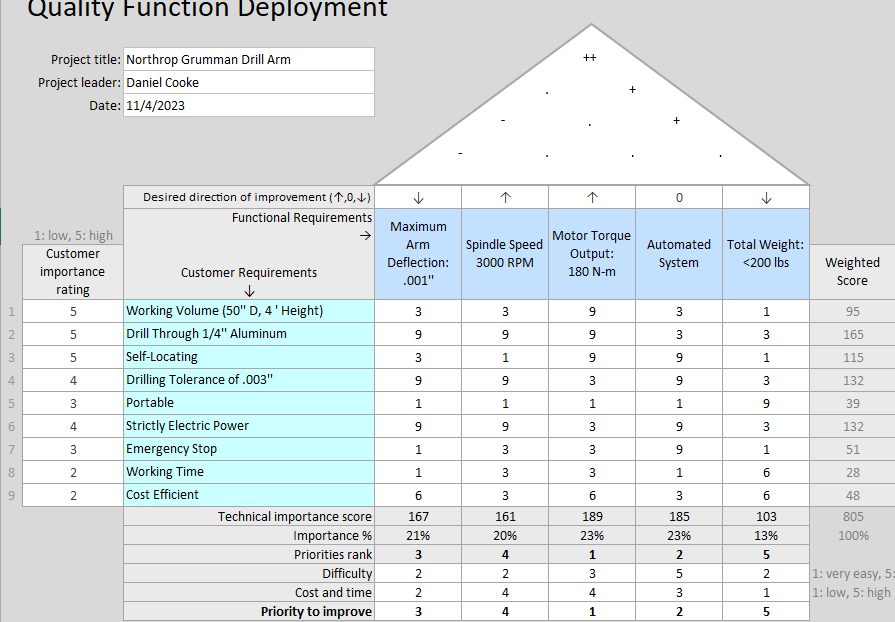 Quality Function Deployment
Project title: Northrop Grumman Drill Arm
Project leader: Daniel Cooke
Date: 11/4/2023
++
. +
- . +
- . . .
Desired direction of improvement (↑,0,↓) ↓ ↑ ↑ 0 ↓
1: low, 5: high
Customer importance rating
Functional Requirements →
Customer Requirements ↓
Maximum Arm Deflection: .001"
Spindle Speed 3000 RPM
Motor Torque Output: 180 N-m
Automated System
Total Weight: <200 lbs
Weighted Score
1 5 Working Volume (50" D, 4 ' Height) 3 3 9 3 1 95
2 5 Drill Through 1/4" Aluminum 9 9 9 3 3 165
3 5 Self-Locating 3 1 9 9 1 115
4 4 Drilling Tolerance of .003" 9 9 3 9 3 132
5 3 Portable 1 1 1 1 9 39
6 4 Strictly Electric Power 9 9 3 9 3 132
7 3 Emergency Stop 1 3 3 9 1 51
8 2 Working Time 1 3 3 1 6 28
9 2 Cost Efficient 6 3 6 3 6 48
Technical importance score 167 161 189 185 103 805
Importance % 21% 20% 23% 23% 13% 100%
Priorities rank 3 4 1 2 5
Difficulty 2 2 3 5 2 1: very easy, 5:
Cost and time 2 4 4 3 1 1: low, 5: high
Priority to improve 3 4 1 2 5